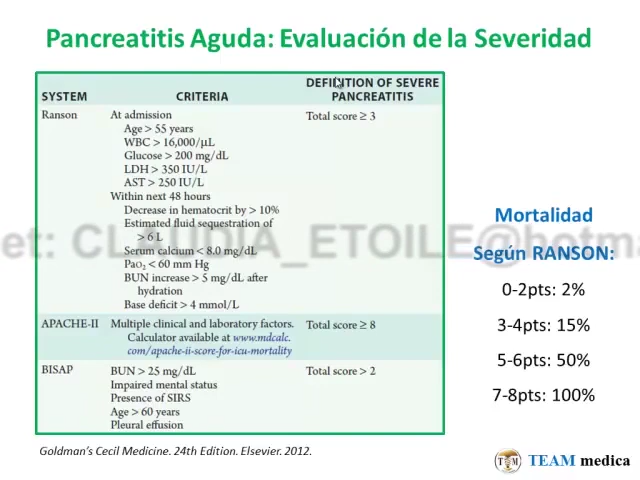 Pancreatitis Aguda: Evaluación de la Severidad
SYSTEM CRITERIA DEFINITION OF SEVERE PANCREATITIS
Ranson At admission Total score ≥ 3
Age > 55 years
WBC > 16,000/μL
Glucose > 200 mg/dL
LDH > 350 IU/L
AST > 250 IU/L
Within next 48 hours
Decrease in hematocrit by > 10%
Estimated fluid sequestration of
> 6 L
Serum calcium < 8.0 mg/dL
PaO2 < 60 mm Hg
BUN increase > 5 mg/dL after
hydration
Base deficit > 4 mmol/L
APACHE-II Multiple clinical and laboratory factors. Total score ≥ 8
Calculator available at www.mdcalc.
com/apache-ii-score-for-icu-mortality
BISAP BUN > 25 mg/dL Total score > 2
Impaired mental status
Presence of SIRS
Age > 60 years
Pleural effusion
et: CLAUDIA_ETOILE@hotma
Mortalidad
Según RANSON:
0-2pts: 2%
3-4pts: 15%
5-6pts: 50%
7-8pts: 100%
Goldman's Cecil Medicine. 24th Edition. Elsevier. 2012.
TEAM medica